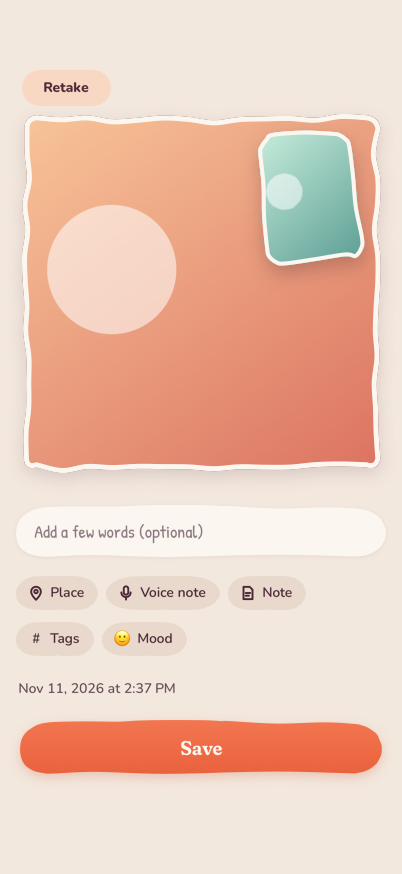 Retake
Add a few words (optional)
Place Voice note Note
# Tags Mood
Nov 11, 2026 at 2:37 PM
Save